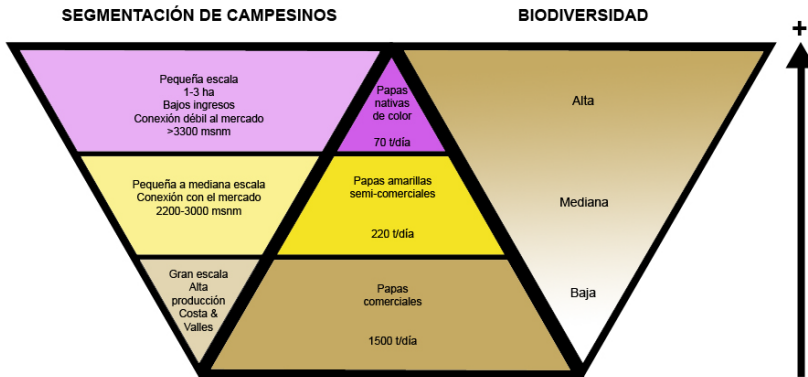 SEGMENTACIÓN DE CAMPESINOS
BIODIVERSIDAD
+
Pequeña escala
1-3 ha
Bajos ingresos
Conexión débil al mercado
>3300 msnm
Papas
nativas
de color
70 t/día
Alta
Pequeña a mediana escala
Conexión con el mercado
2200-3000 msnm
Papas amarillas
semi-comerciales
220 t/día
Mediana
Gran escala
Alta
producción
Costa &
Valles
Papas
comerciales
1500 t/día
Baja